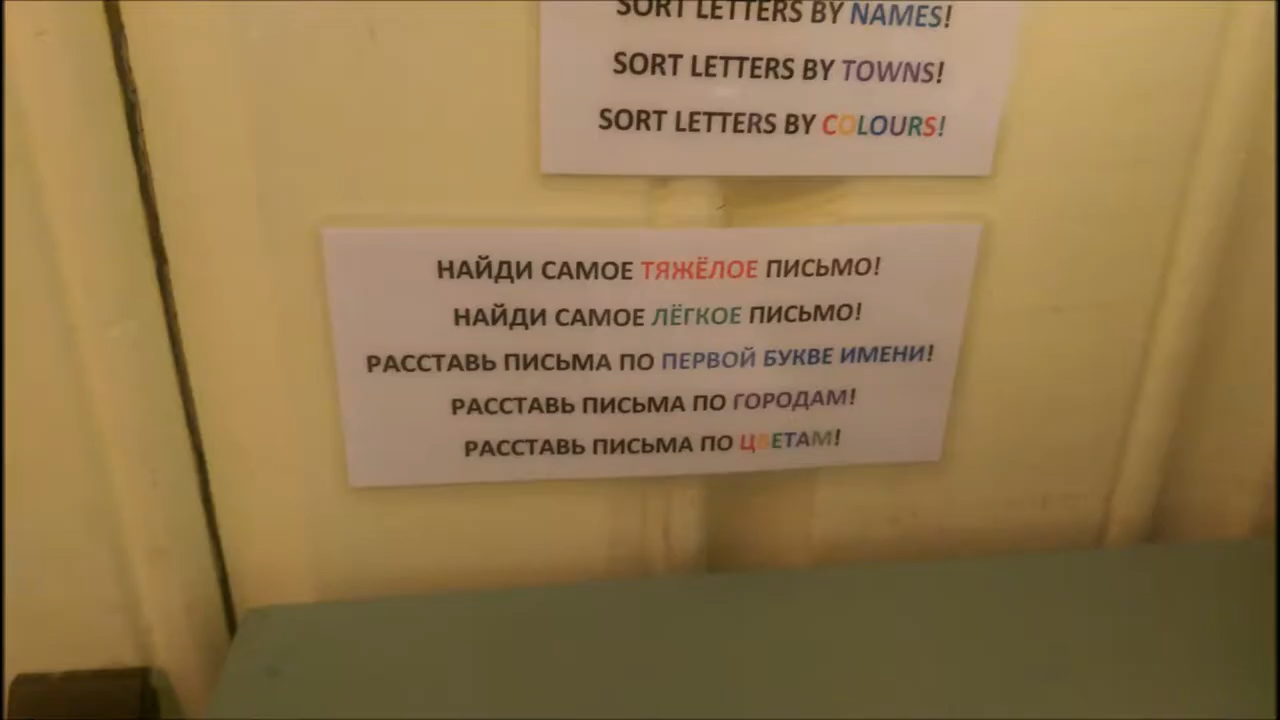 SORT LETTERS BY NAMES!
SORT LETTERS BY TOWNS!
SORT LETTERS BY COLOURS!
НАЙДИ САМОЕ ТЯЖЁЛОЕ ПИСЬМО!
НАЙДИ САМОЕ ЛЁГКОЕ ПИСЬМО!
РАССТАВЬ ПИСЬМА ПО ПЕРВОЙ БУКВЕ ИМЕНИ!
РАССТАВЬ ПИСЬМА ПО ГОРОДАМ!
РАССТАВЬ ПИСЬМА ПО ЦВЕТАМ!